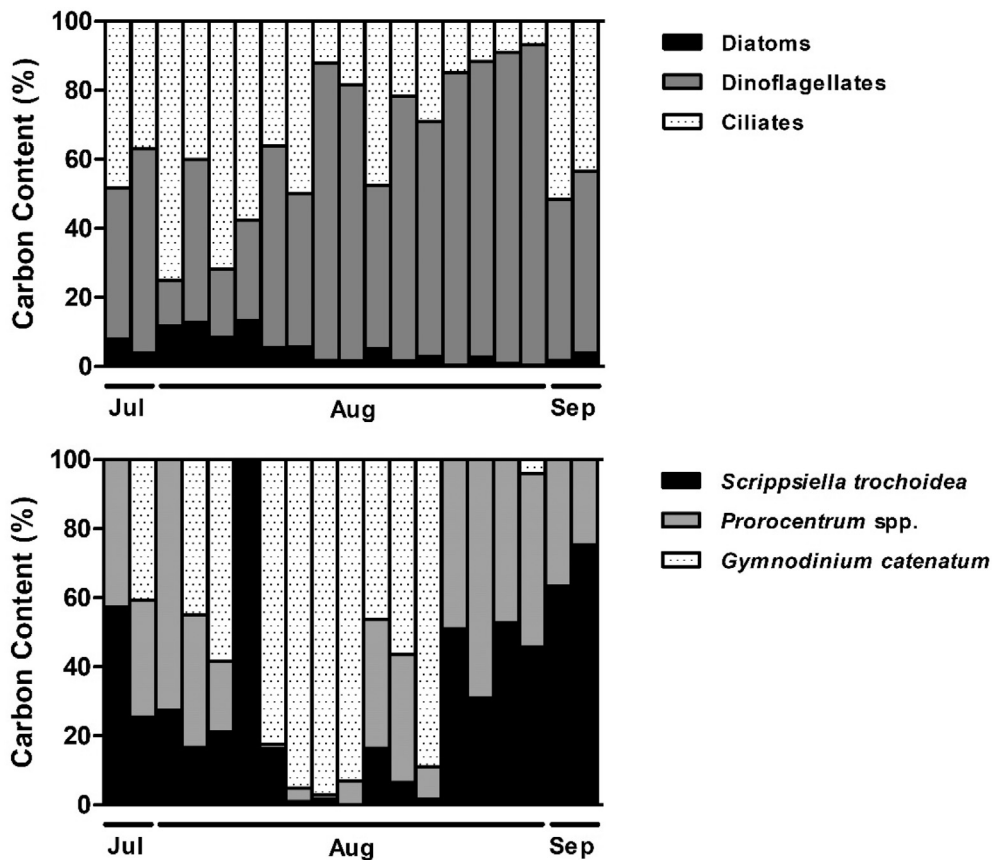 Carbon Content (%)
100
80
60
40
20
0
Jul
Aug
Sep
Diatoms
Dinoflagellates
Ciliates
Carbon Content (%)
100
80
60
40
20
0
Jul
Aug
Sep
Scrippsiella trochoidea
Prorocentrum spp.
Gymnodinium catenatum